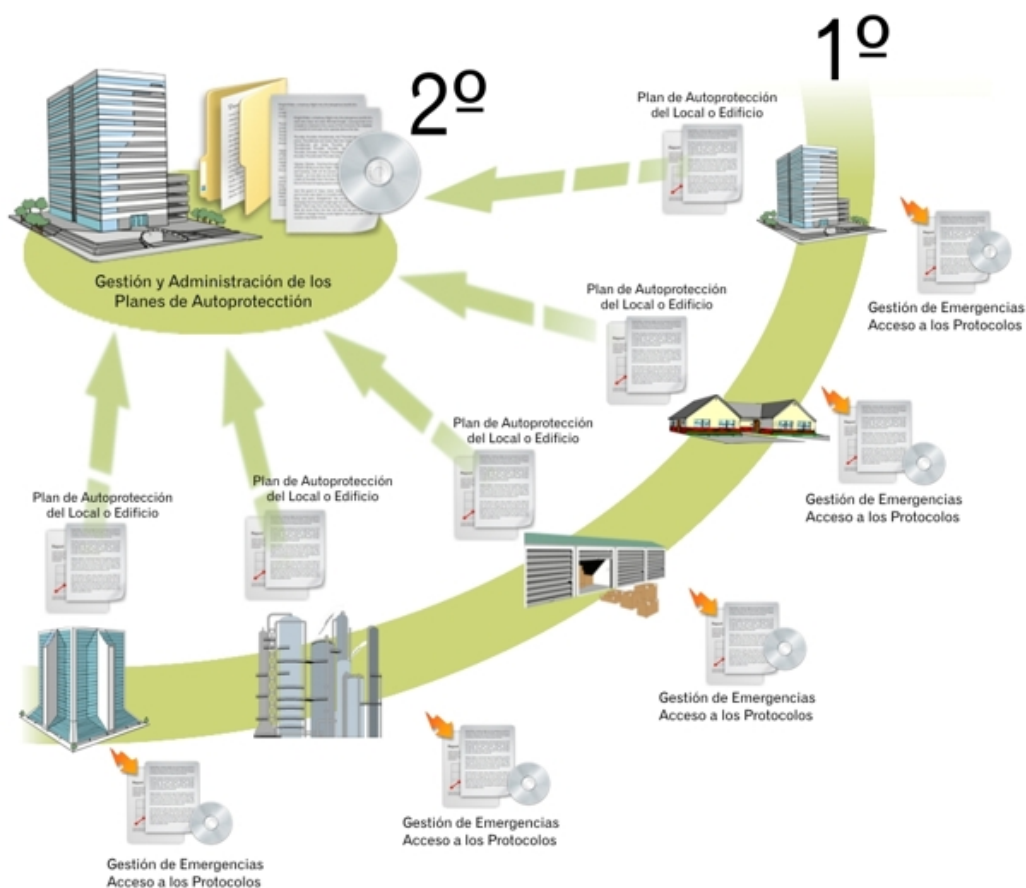 1º
2º
Plan de Autoprotección
del Local o Edificio
Gestión y Administración de los
Planes de Autoprotecctión
Gestión de Emergencias
Acceso a los Protocolos
Plan de Autoprotección
del Local o Edificio
Plan de Autoprotección
del Local o Edificio
Gestión de Emergencias
Acceso a los Protocolos
Plan de Autoprotección
del Local o Edificio
Plan de Autoprotección
del Local o Edificio
Gestión de Emergencias
Acceso a los Protocolos
Gestión de Emergencias
Acceso a los Protocolos
Gestión de Emergencias
Acceso a los Protocolos